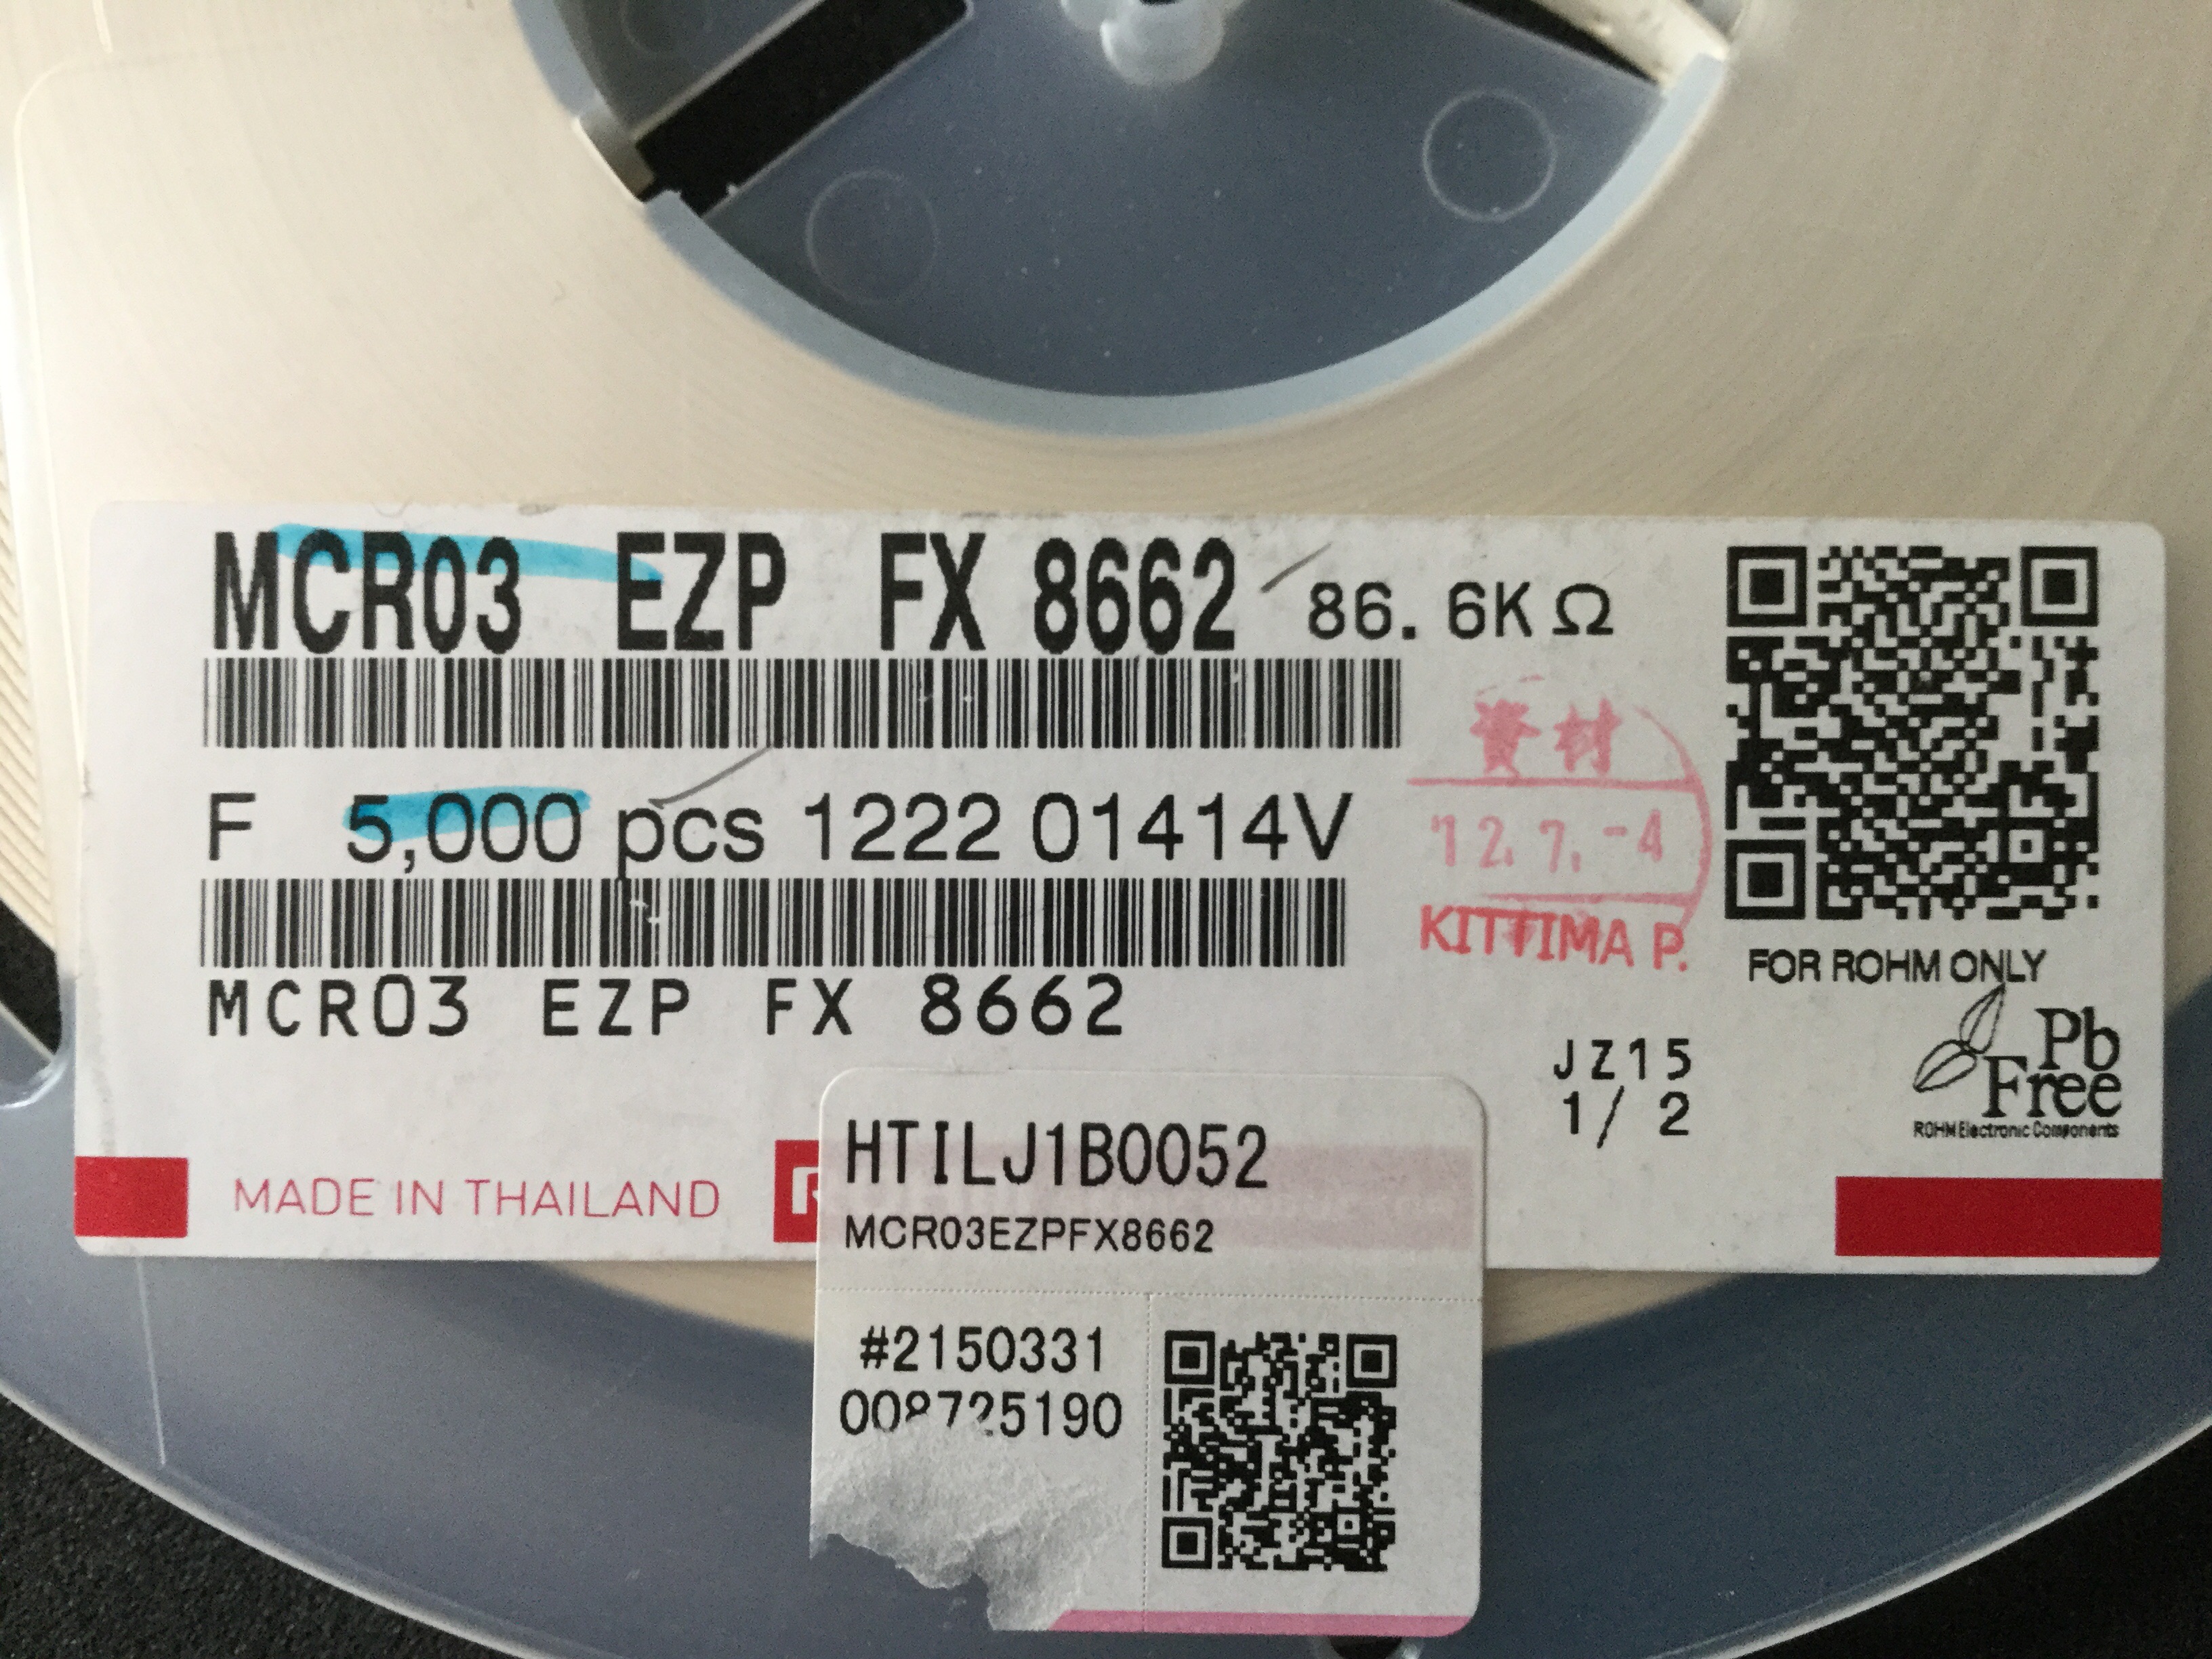 MCR03 EZP FX 8662 86.6KΩ
資材
F 5,000 pcs 1222 01414V
'12.7.-4
KITTIMA P.
MCR03 EZP FX 8662
FOR ROHM ONLY
JZ15
1/ 2
Pb
Free
ROHM Electronic Components
MADE IN THAILAND
HTILJ1B0052
MCR03EZPFX8662
#2150331
008725190